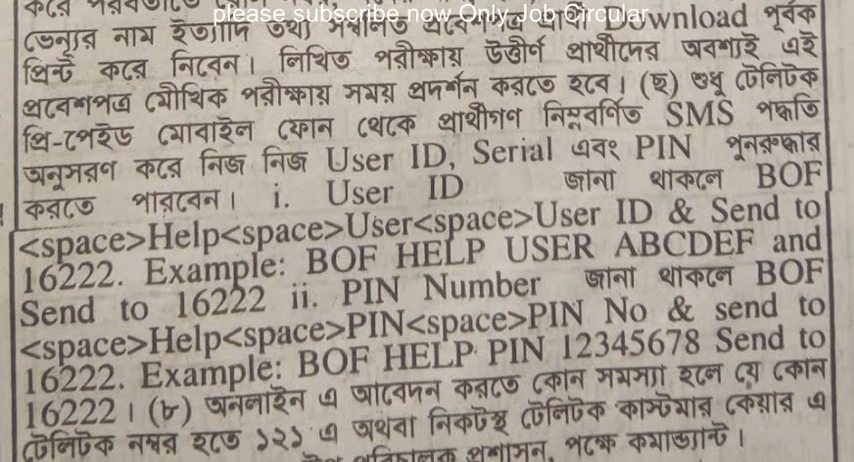 please subscribe now Only Job Circular
ভেন্যুর নাম ইত্যাদি তথ্য সম্বলিত প্রবেশপত্র প্রার্থী Download পূর্বক
প্রিন্ট করে নিবেন। লিখিত পরীক্ষায় উত্তীর্ণ প্রার্থীদের অবশ্যই এই
প্রবেশপত্র মৌখিক পরীক্ষায় সময় প্রদর্শন করতে হবে। (ছ) শুধু টেলিটক
প্রি-পেইড মোবাইল ফোন থেকে প্রার্থীগণ নিম্নবর্ণিত SMS পদ্ধতি
অনুসরণ করে নিজ নিজ User ID, Serial এবং PIN পুনরুদ্ধার
করতে পারবেন। i. User ID জানা থাকলে BOF
<space>Help<space>User<space>User ID & Send to
16222. Example: BOF HELP USER ABCDEF and
Send to 16222 ii. PIN Number জানা থাকলে BOF
<space>Help<space>PIN<space>PIN No & send to
16222. Example: BOF HELP PIN 12345678 Send to
16222। (৮) অনলাইন এ আবেদন করতে কোন সমস্যা হলে যে কোন
টেলিটক নম্বর হতে ১২১ এ অথবা নিকটস্থ টেলিটক কাস্টমার কেয়ার এ
প্রশাসন, পক্ষে কমান্ড্যান্ট।